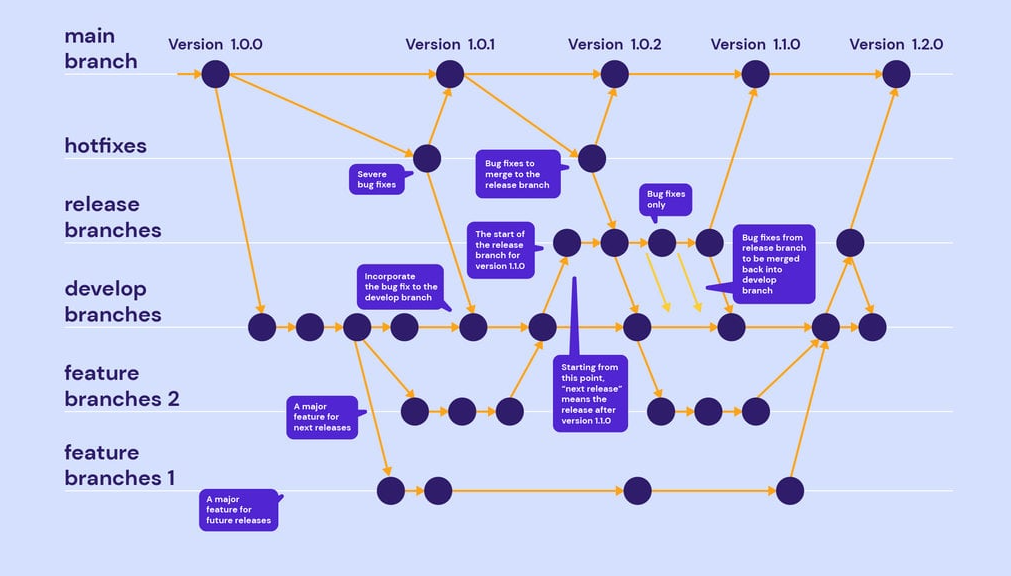 main
branch
Version 1.0.0
Version 1.0.1
Version 1.0.2
Version 1.1.0
Version 1.2.0
hotfixes
Severe
bug fixes
Bug fixes to
merge to the
release branch
release
branches
Bug fixes
only
The start of
the release
branch for
version 1.1.0
Bug fixes from
release branch
to be merged
back into
develop
branch
develop
branches
Incorporate
the bug fix to the
develop branch
Starting from
this point,
“next release”
means the
release after
version 1.1.0
feature
branches 2
A major
feature for
next releases
feature
branches 1
A major
feature for
future releases